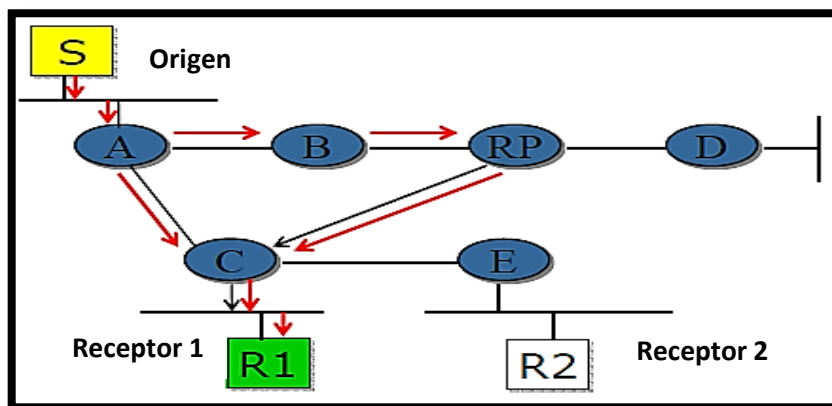 S
Origen
A
B
RP
D
C
E
Receptor 1
R1
R2
Receptor 2